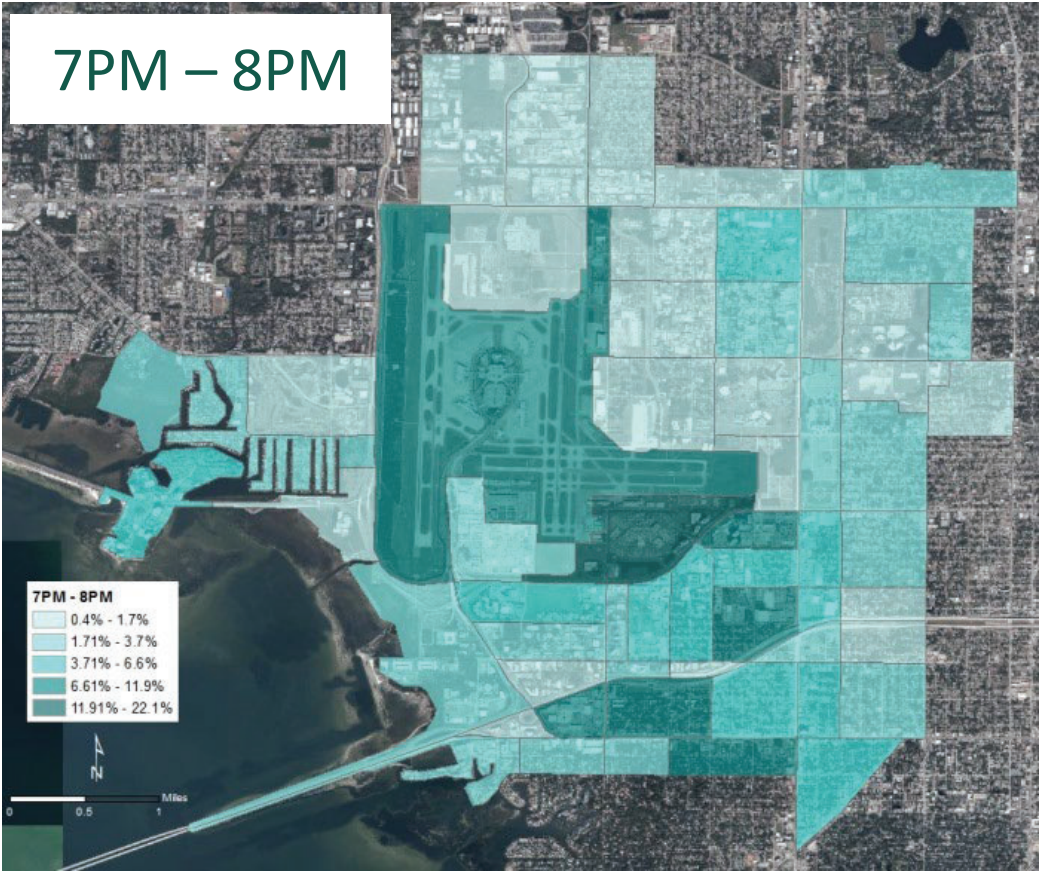 7PM – 8PM
7PM - 8PM
0.4% - 1.7%
1.71% - 3.7%
3.71% - 6.6%
6.61% - 11.9%
11.91% - 22.1%
N
Miles
0 0.5 1